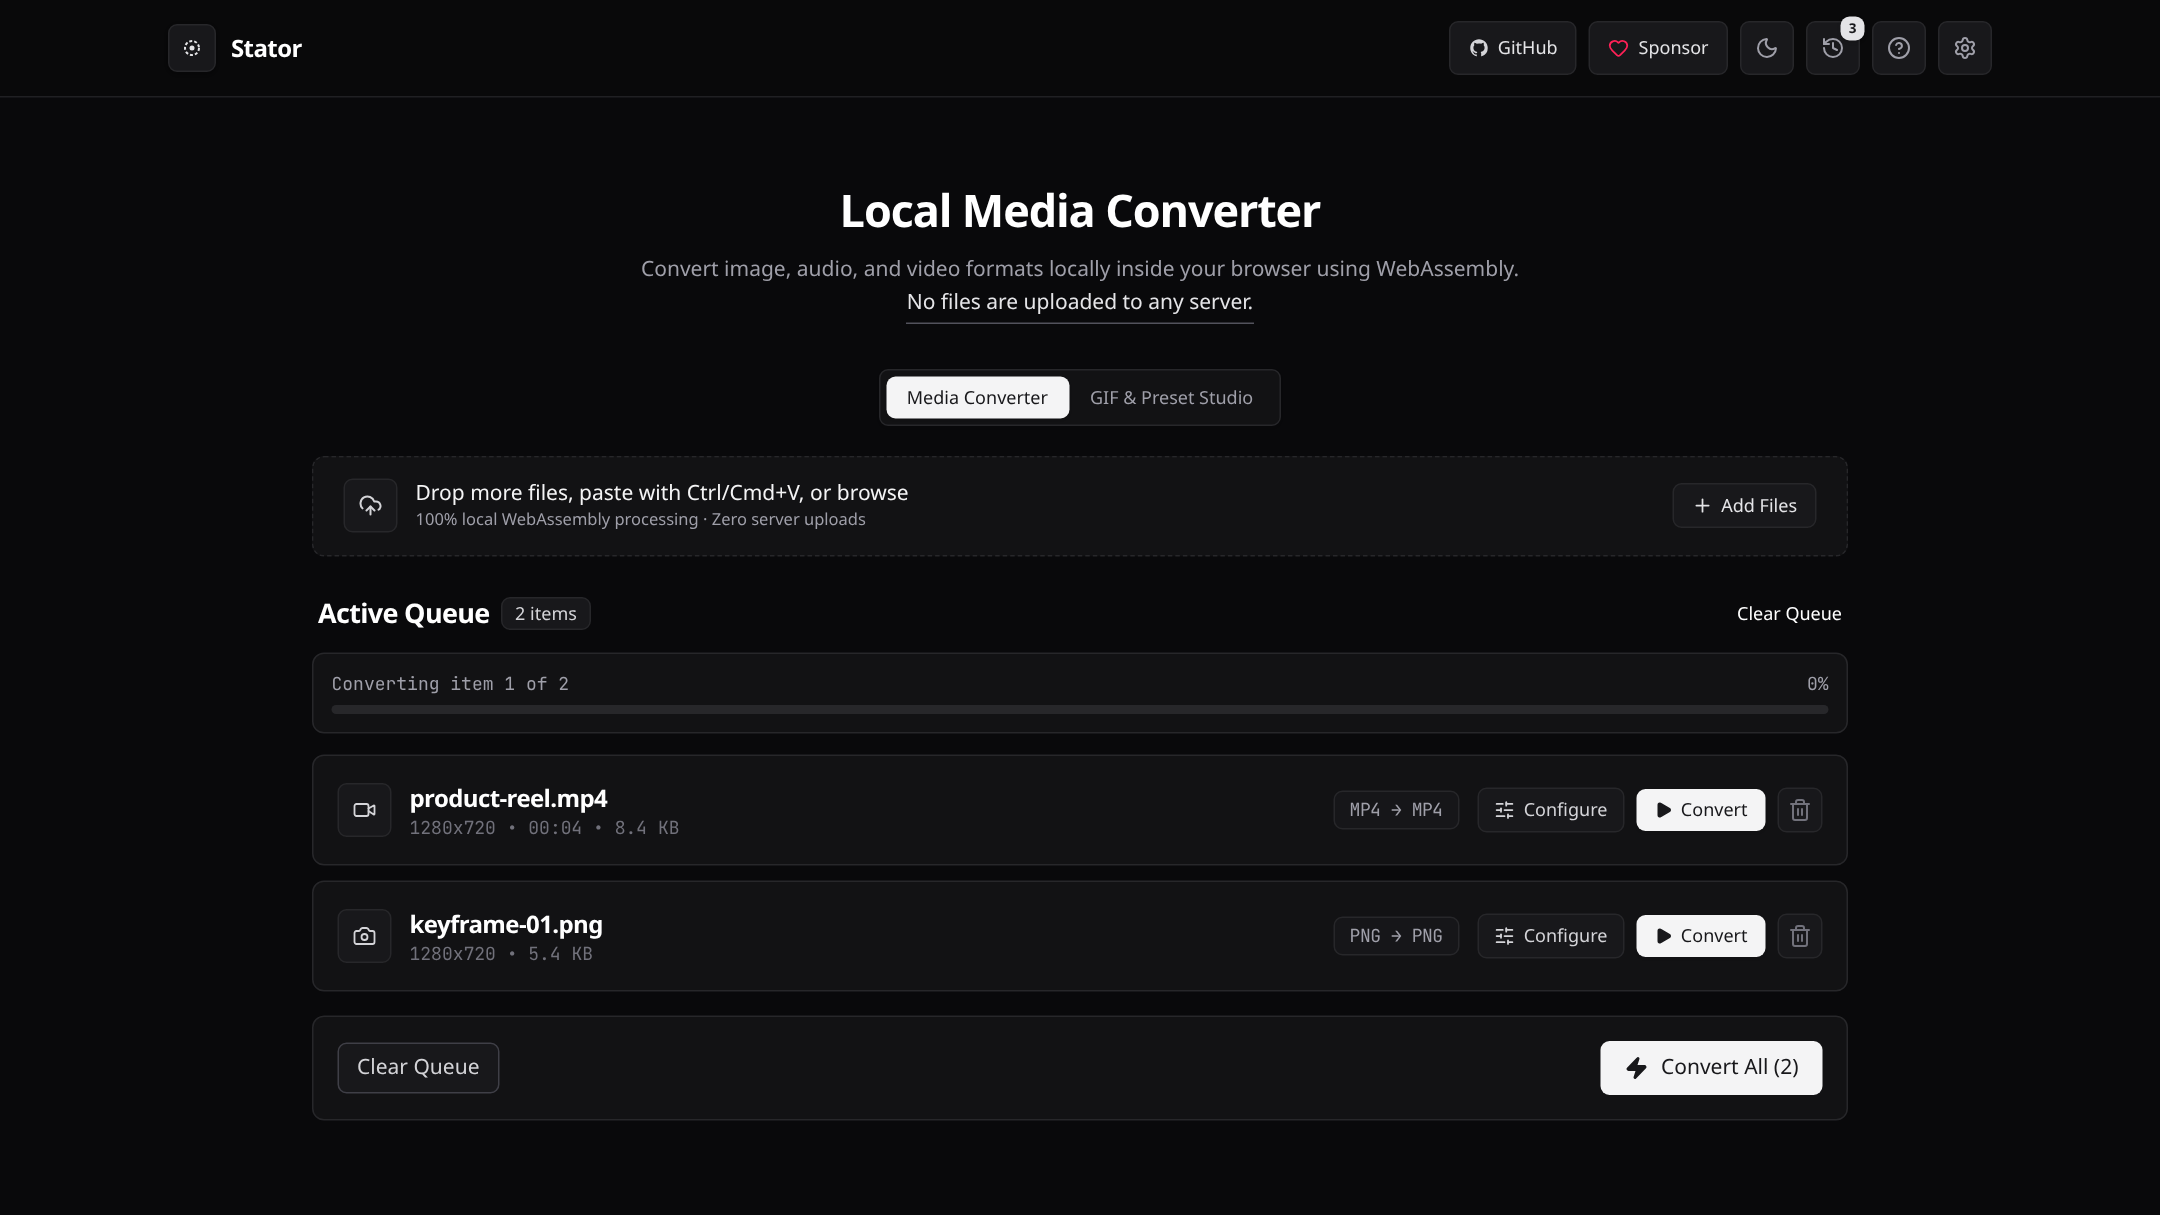 Stator
GitHub
Sponsor
3
Local Media Converter
Convert image, audio, and video formats locally inside your browser using WebAssembly.
No files are uploaded to any server.
Media Converter
GIF & Preset Studio
Drop more files, paste with Ctrl/Cmd+V, or browse
100% local WebAssembly processing · Zero server uploads
Add Files
Active Queue
2 items
Clear Queue
Converting item 1 of 2
0%
product-reel.mp4
1280x720 • 00:04 • 8.4 KB
MP4 → MP4
Configure
Convert
keyframe-01.png
1280x720 • 5.4 KB
PNG → PNG
Configure
Convert
Clear Queue
Convert All (2)